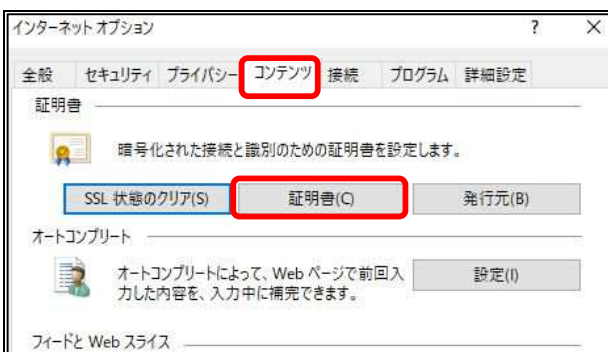 インターネット オプション ? ×
全般 セキュリティ プライバシー コンテンツ 接続 プログラム 詳細設定
証明書
暗号化された接続と識別のための証明書を設定します。
SSL 状態のクリア(S) 証明書(C) 発行元(B)
オートコンプリート
オートコンプリートによって、Web ページで前回入
力した内容を、入力中に補完できます。
設定(I)
フィードと Web スライス